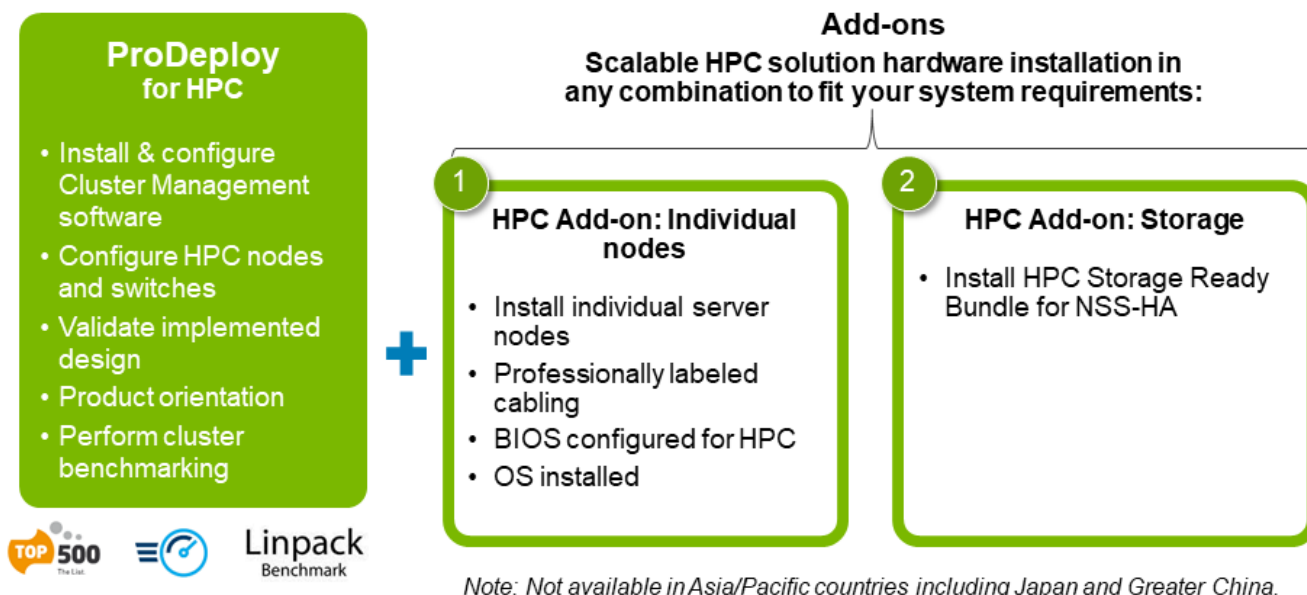 ProDeploy
for HPC
• Install & configure
Cluster Management
software
• Configure HPC nodes
and switches
• Validate implemented
design
• Product orientation
• Perform cluster
benchmarking
TOP 500
The List.
Linpack
Benchmark
Add-ons
Scalable HPC solution hardware installation in
any combination to fit your system requirements:
1
HPC Add-on: Individual
nodes
• Install individual server
nodes
• Professionally labeled
cabling
• BIOS configured for HPC
• OS installed
2
HPC Add-on: Storage
• Install HPC Storage Ready
Bundle for NSS-HA
Note: Not available in Asia/Pacific countries including Japan and Greater China.